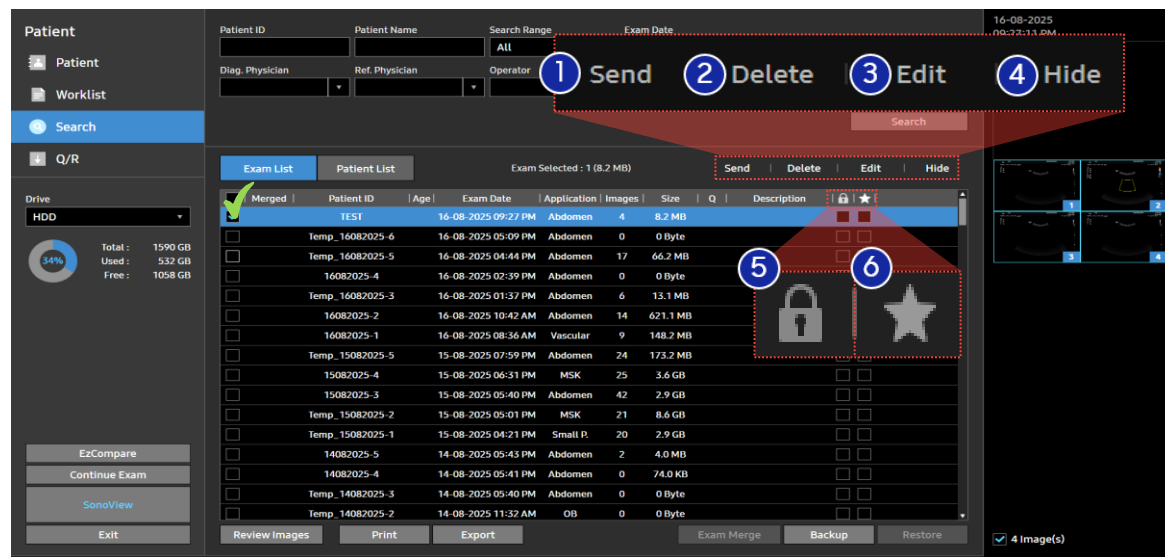 Patient
Patient
Worklist
Search
Q/R
Drive
HDD
34%
Total : 1590 GB
Used : 532 GB
Free : 1058 GB
EzCompare
Continue Exam
SonoView
Exit
Patient ID Patient Name Search Range Exam Date
All
Diag. Physician Ref. Physician Operator
1 Send 2 Delete 3 Edit 4 Hide
Search
Exam List Patient List Exam Selected : 1 (8.2 MB) Send | Delete | Edit | Hide
Merged | Patient ID | Age | Exam Date | Application | Images | Size | Q | Description
TEST 16-08-2025 09:27 PM Abdomen 4 8.2 MB
Temp_16082025-6 16-08-2025 05:09 PM Abdomen 0 0 Byte
Temp_16082025-5 16-08-2025 04:44 PM Abdomen 17 66.2 MB
16082025-4 16-08-2025 02:39 PM Abdomen 0 0 Byte
Temp_16082025-3 16-08-2025 01:37 PM Abdomen 6 13.1 MB
16082025-2 16-08-2025 10:42 AM Abdomen 14 621.1 MB
16082025-1 16-08-2025 08:36 AM Vascular 9 148.2 MB
Temp_15082025-5 15-08-2025 07:59 PM Abdomen 24 173.2 MB
15082025-4 15-08-2025 06:31 PM MSK 25 3.6 GB
15082025-3 15-08-2025 05:40 PM Abdomen 42 2.9 GB
Temp_15082025-2 15-08-2025 05:01 PM MSK 21 8.6 GB
Temp_15082025-1 15-08-2025 04:21 PM Small P. 20 2.9 GB
14082025-5 14-08-2025 05:43 PM Abdomen 2 4.0 MB
14082025-4 14-08-2025 05:41 PM Abdomen 0 74.0 KB
Temp_14082025-3 14-08-2025 05:40 PM Abdomen 0 0 Byte
Temp_14082025-2 14-08-2025 11:32 AM OB 0 0 Byte
5 6
Review Images Print Export Exam Merge Backup Restore
16-08-2025
09:27:11 PM
1 2
3 4
4 Image(s)